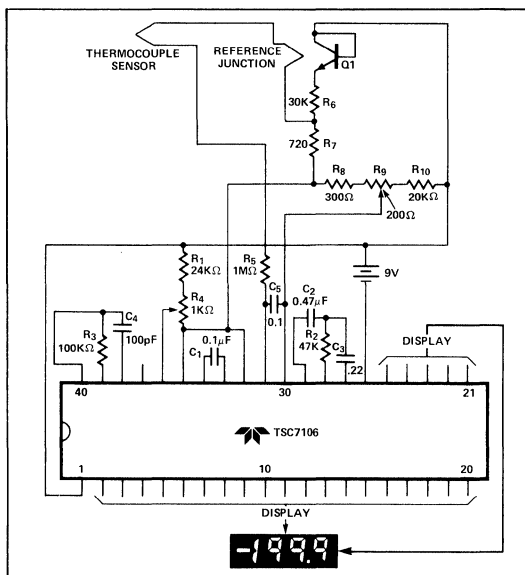 THERMOCOUPLE
SENSOR
REFERENCE
JUNCTION
Q1
30K
R6
720
R7
R8
300Ω
R9
200Ω
R10
20KΩ
R1
24KΩ
R4
1KΩ
R5
1MΩ
9V
C5
0.1
C2
0.47μF
R2
47K
C3
.22
0.1μF
C1
C4
100pF
R3
100KΩ
DISPLAY
40
30
21
TSC7106
1
10
20
DISPLAY
-199.9